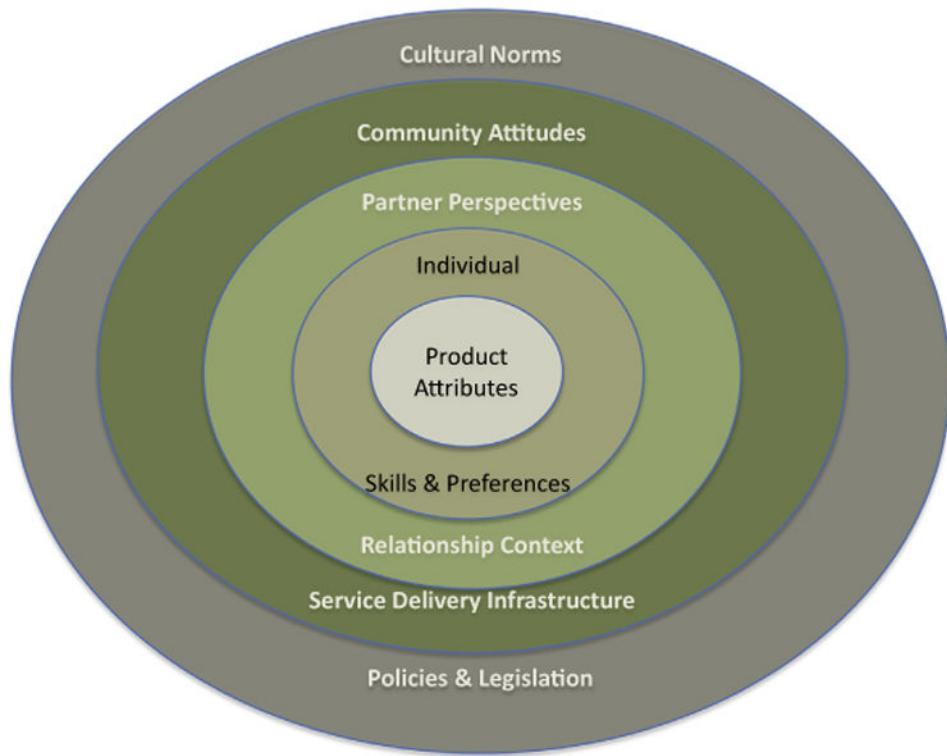 Cultural Norms
Community Attitudes
Partner Perspectives
Individual
Product
Attributes
Skills & Preferences
Relationship Context
Service Delivery Infrastructure
Policies & Legislation